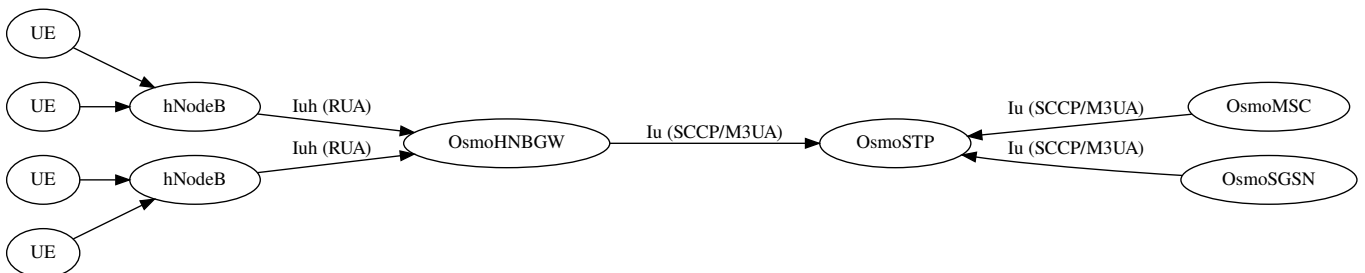 UE
UE
UE
UE
hNodeB
hNodeB
Iuh (RUA)
Iuh (RUA)
OsmoHNBGW
Iu (SCCP/M3UA)
OsmoSTP
Iu (SCCP/M3UA)
Iu (SCCP/M3UA)
OsmoMSC
OsmoSGSN